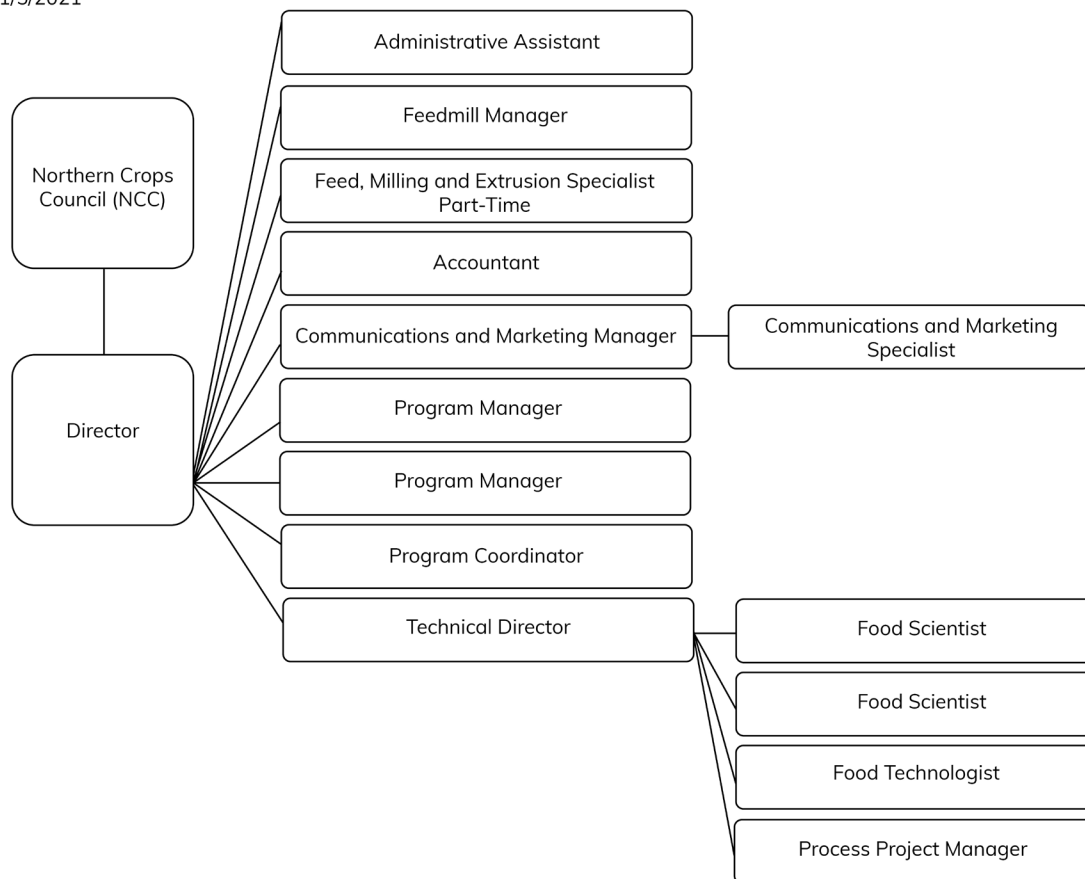 Administrative Assistant
Feedmill Manager
Northern Crops
Council (NCC)
Feed, Milling and Extrusion Specialist
Part-Time
Accountant
Communications and Marketing Manager
Communications and Marketing
Specialist
Program Manager
Director
Program Manager
Program Coordinator
Technical Director
Food Scientist
Food Scientist
Food Technologist
Process Project Manager